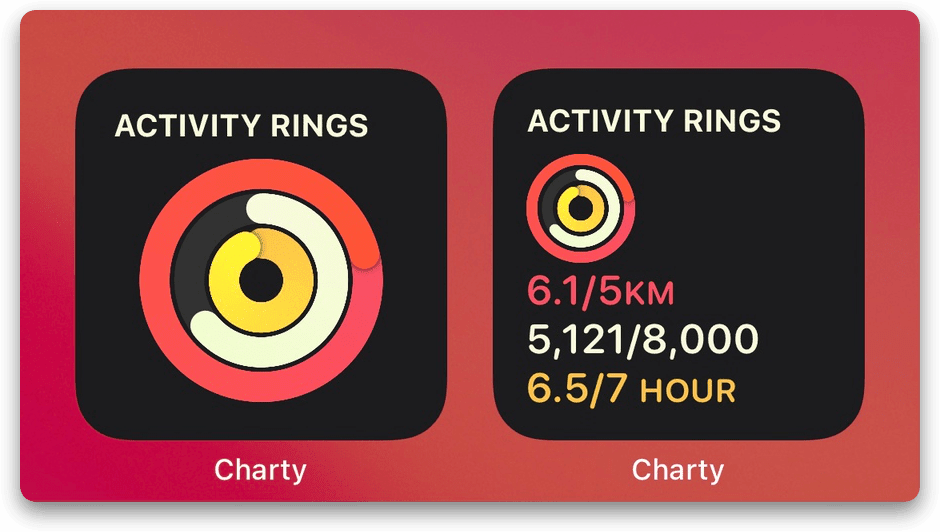 ACTIVITY RINGS
Charty
ACTIVITY RINGS
6.1/5KM
5,121/8,000
6.5/7 HOUR
Charty